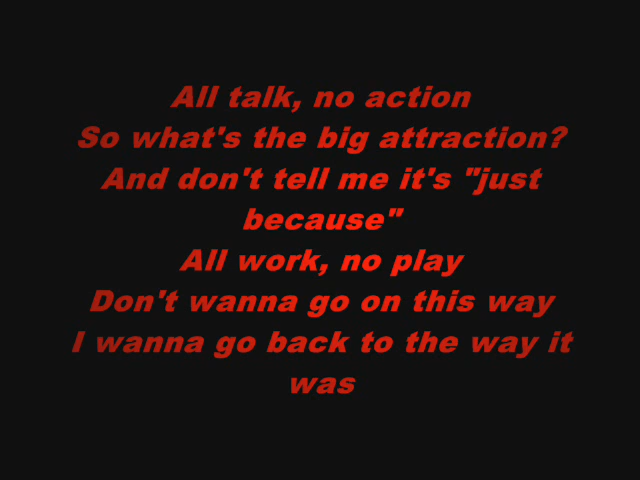 All talk, no action
So what's the big attraction?
And don't tell me it's "just
because"
All work, no play
Don't wanna go on this way
I wanna go back to the way it
was